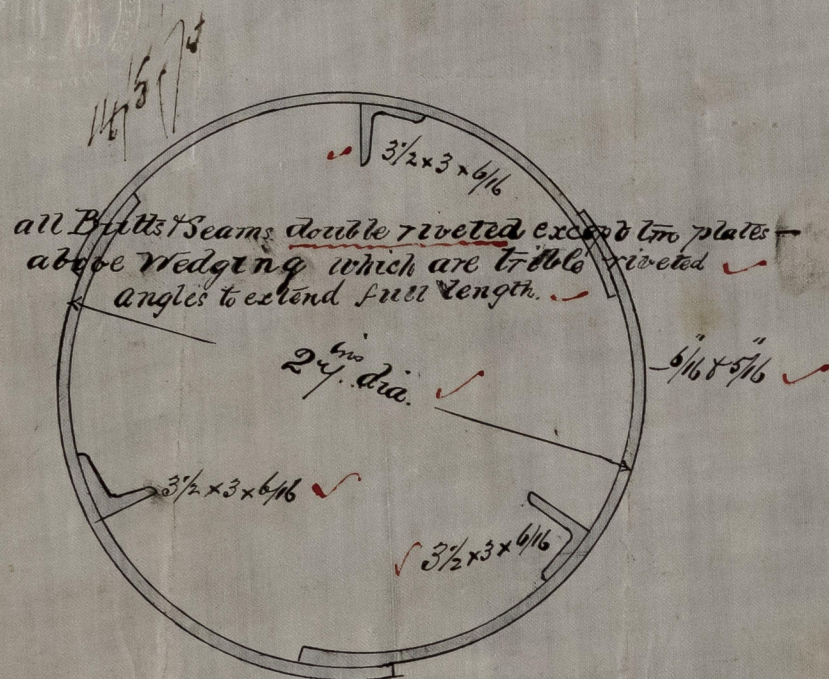 3½ × 3 × 6/16
all Butts & Seams double riveted except two plates
above Wedging which are trible riveted
angles to extend full length.
ins dia.
6/16" & 5/16"
3½ × 3 × 6/16
3½ × 3 × 6/16